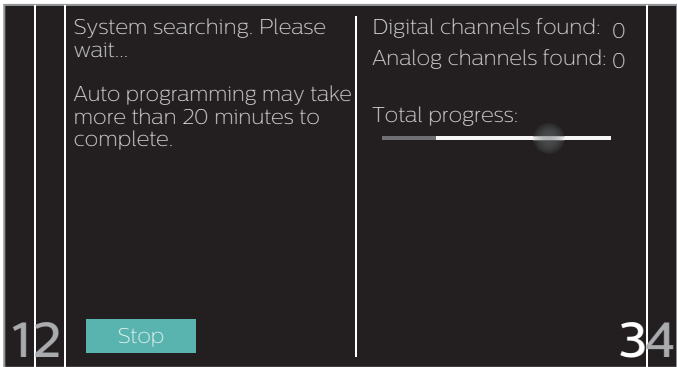 System searching. Please
wait...
Auto programming may take
more than 20 minutes to
complete.
Stop
Digital channels found: 0
Analog channels found: 0
Total progress:
1 2 3 4